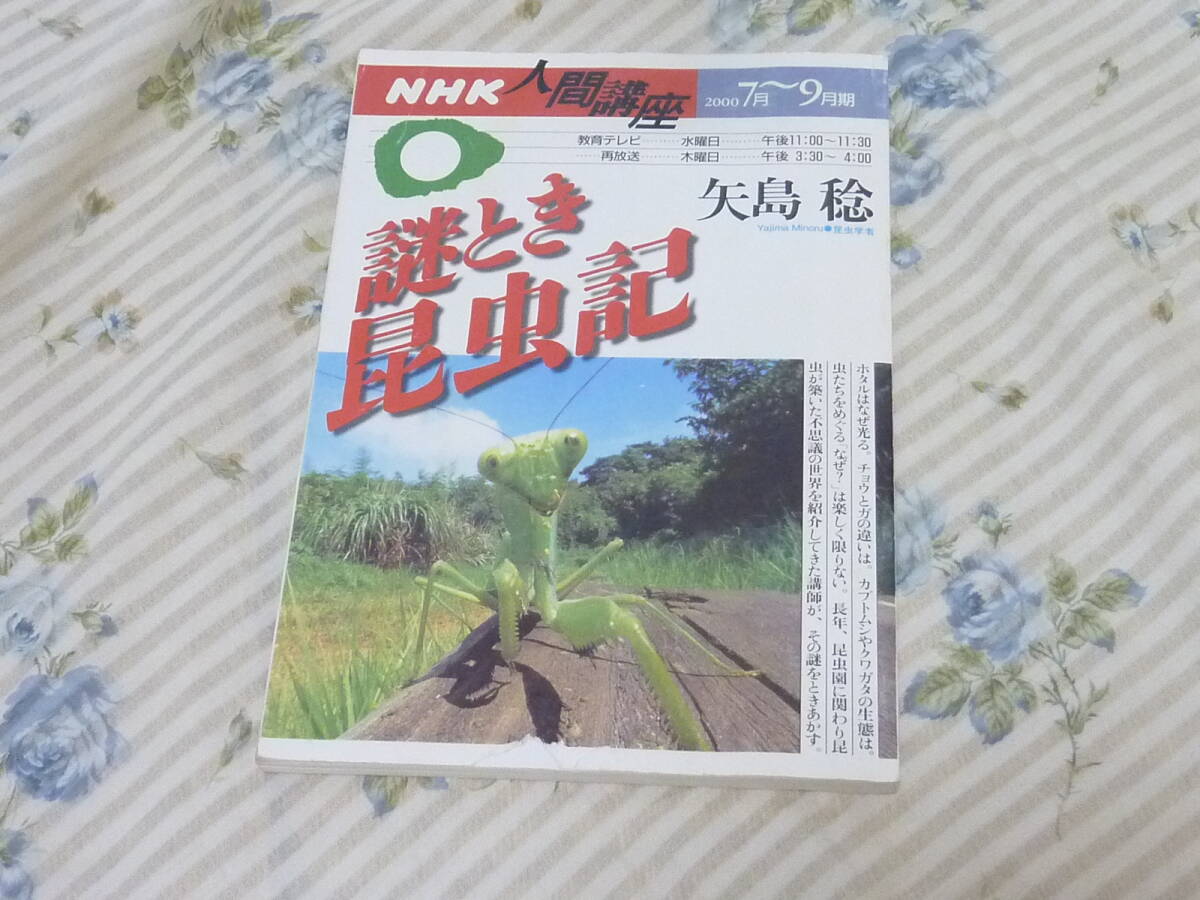 NHK 人間講座
2000 7月〜9月期
教育テレビ………水曜日………午後11:00〜11:30
……再放送………木曜日………午後 3:30〜 4:00
矢島 稔
Yajima Minoru●昆虫学者
謎とき
昆虫記
ホタルはなぜ光る。チョウとガの違いは。カブトムシやクワガタの生態は。
虫たちをめぐる「なぜ?」は楽しく限りない。長年、昆虫園に関わり昆
虫が築いた不思議の世界を紹介してきた講師が、その謎をときあかす。